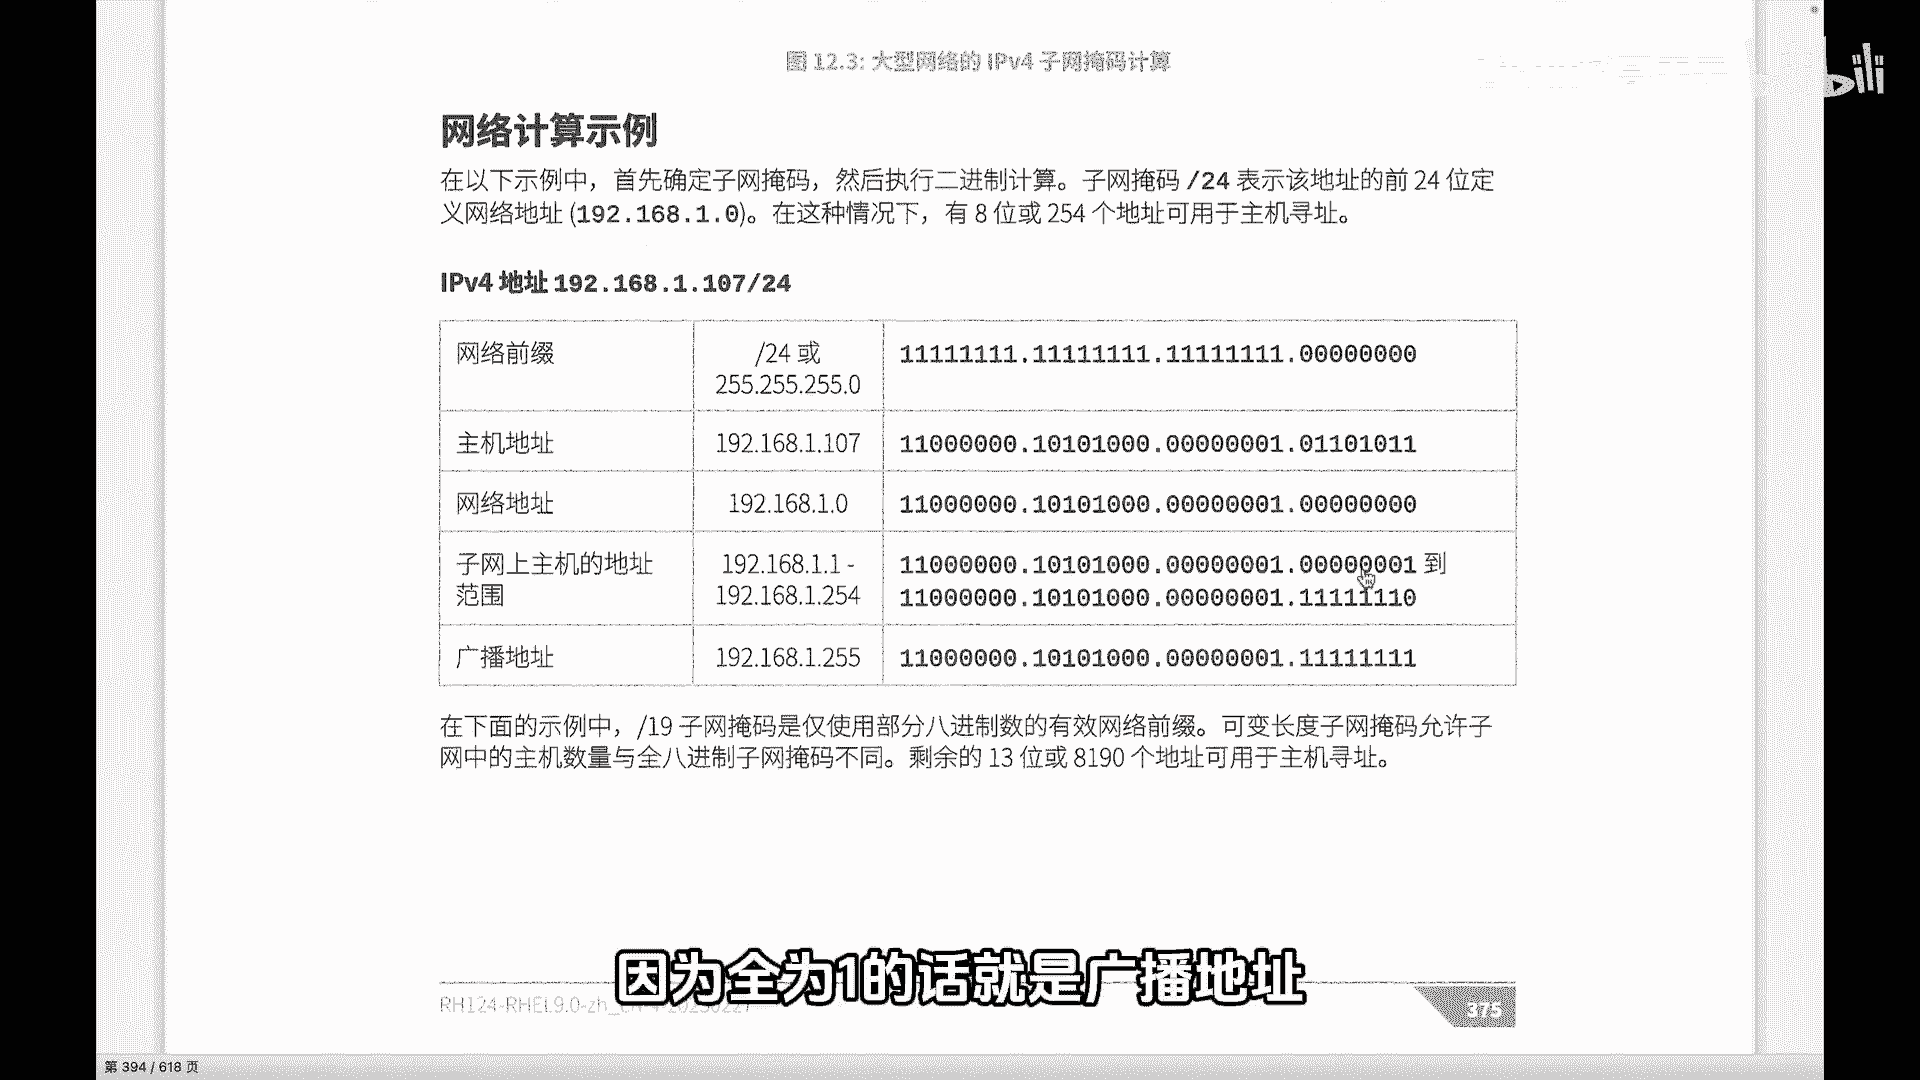 图 12.3: 大型网络的 IPv4 子网掩码计算
bili
网络计算示例
在以下示例中，首先确定子网掩码，然后执行二进制计算。子网掩码 /24 表示该地址的前 24 位定
义网络地址 (192.168.1.0)。在这种情况下，有 8 位或 254 个地址可用于主机寻址。
IPv4 地址 192.168.1.107/24
网络前缀 /24 或 11111111.11111111.11111111.00000000
255.255.255.0
主机地址 192.168.1.107 11000000.10101000.00000001.01101011
网络地址 192.168.1.0 11000000.10101000.00000001.00000000
子网上主机的地址 192.168.1.1 - 11000000.10101000.00000001.00000001 到
范围 192.168.1.254 11000000.10101000.00000001.11111110
广播地址 192.168.1.255 11000000.10101000.00000001.11111111
在下面的示例中，/19 子网掩码是仅使用部分八进制数的有效网络前缀。可变长度子网掩码允许子
网中的主机数量与全八进制子网掩码不同。剩余的 13 位或 8190 个地址可用于主机寻址。
因为全为1的话就是广播地址
RH124-RHEL9.0-zh
375
第 394 / 618 页